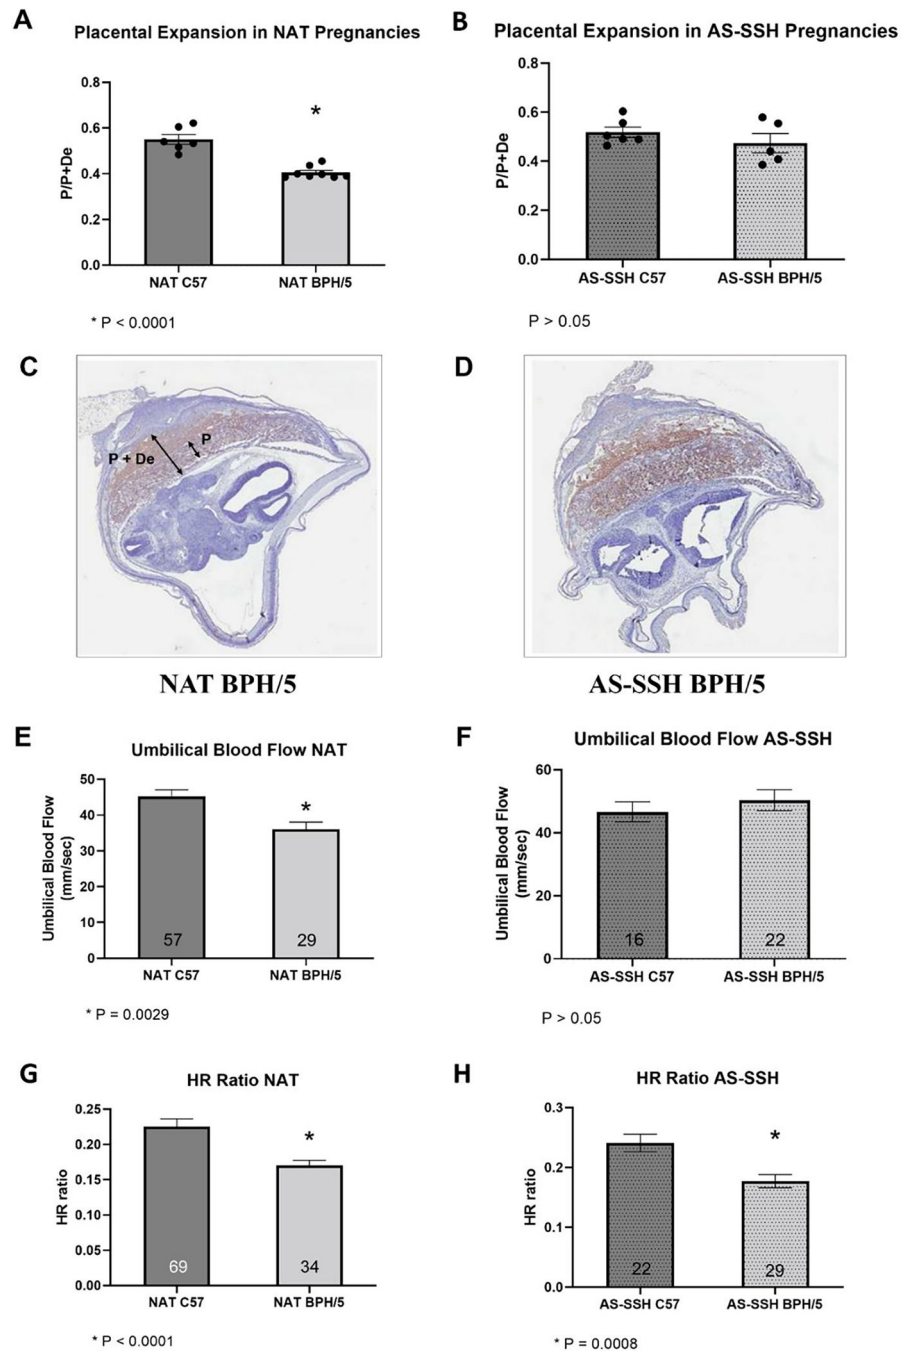 A
Placental Expansion in NAT Pregnancies
P/P+De
0.8
0.6
0.4
0.2
0.0
*
NAT C57
NAT BPH/5
* P < 0.0001
B
Placental Expansion in AS-SSH Pregnancies
P/P+De
0.8
0.6
0.4
0.2
0.0
AS-SSH C57
AS-SSH BPH/5
P > 0.05
C
P
P + De
NAT BPH/5
D
AS-SSH BPH/5
E
Umbilical Blood Flow NAT
Umbilical Blood Flow
(mm/sec)
50
40
30
20
10
0
*
57
29
NAT C57
NAT BPH/5
* P = 0.0029
F
Umbilical Blood Flow AS-SSH
Umbilical Blood Flow
(mm/sec)
60
40
20
0
16
22
AS-SSH C57
AS-SSH BPH/5
P > 0.05
G
HR Ratio NAT
HR ratio
0.25
0.20
0.15
0.10
0.05
0.00
*
69
34
NAT C57
NAT BPH/5
* P < 0.0001
H
HR Ratio AS-SSH
HR ratio
0.3
0.2
0.1
0.0
*
22
29
AS-SSH C57
AS-SSH BPH/5
* P = 0.0008